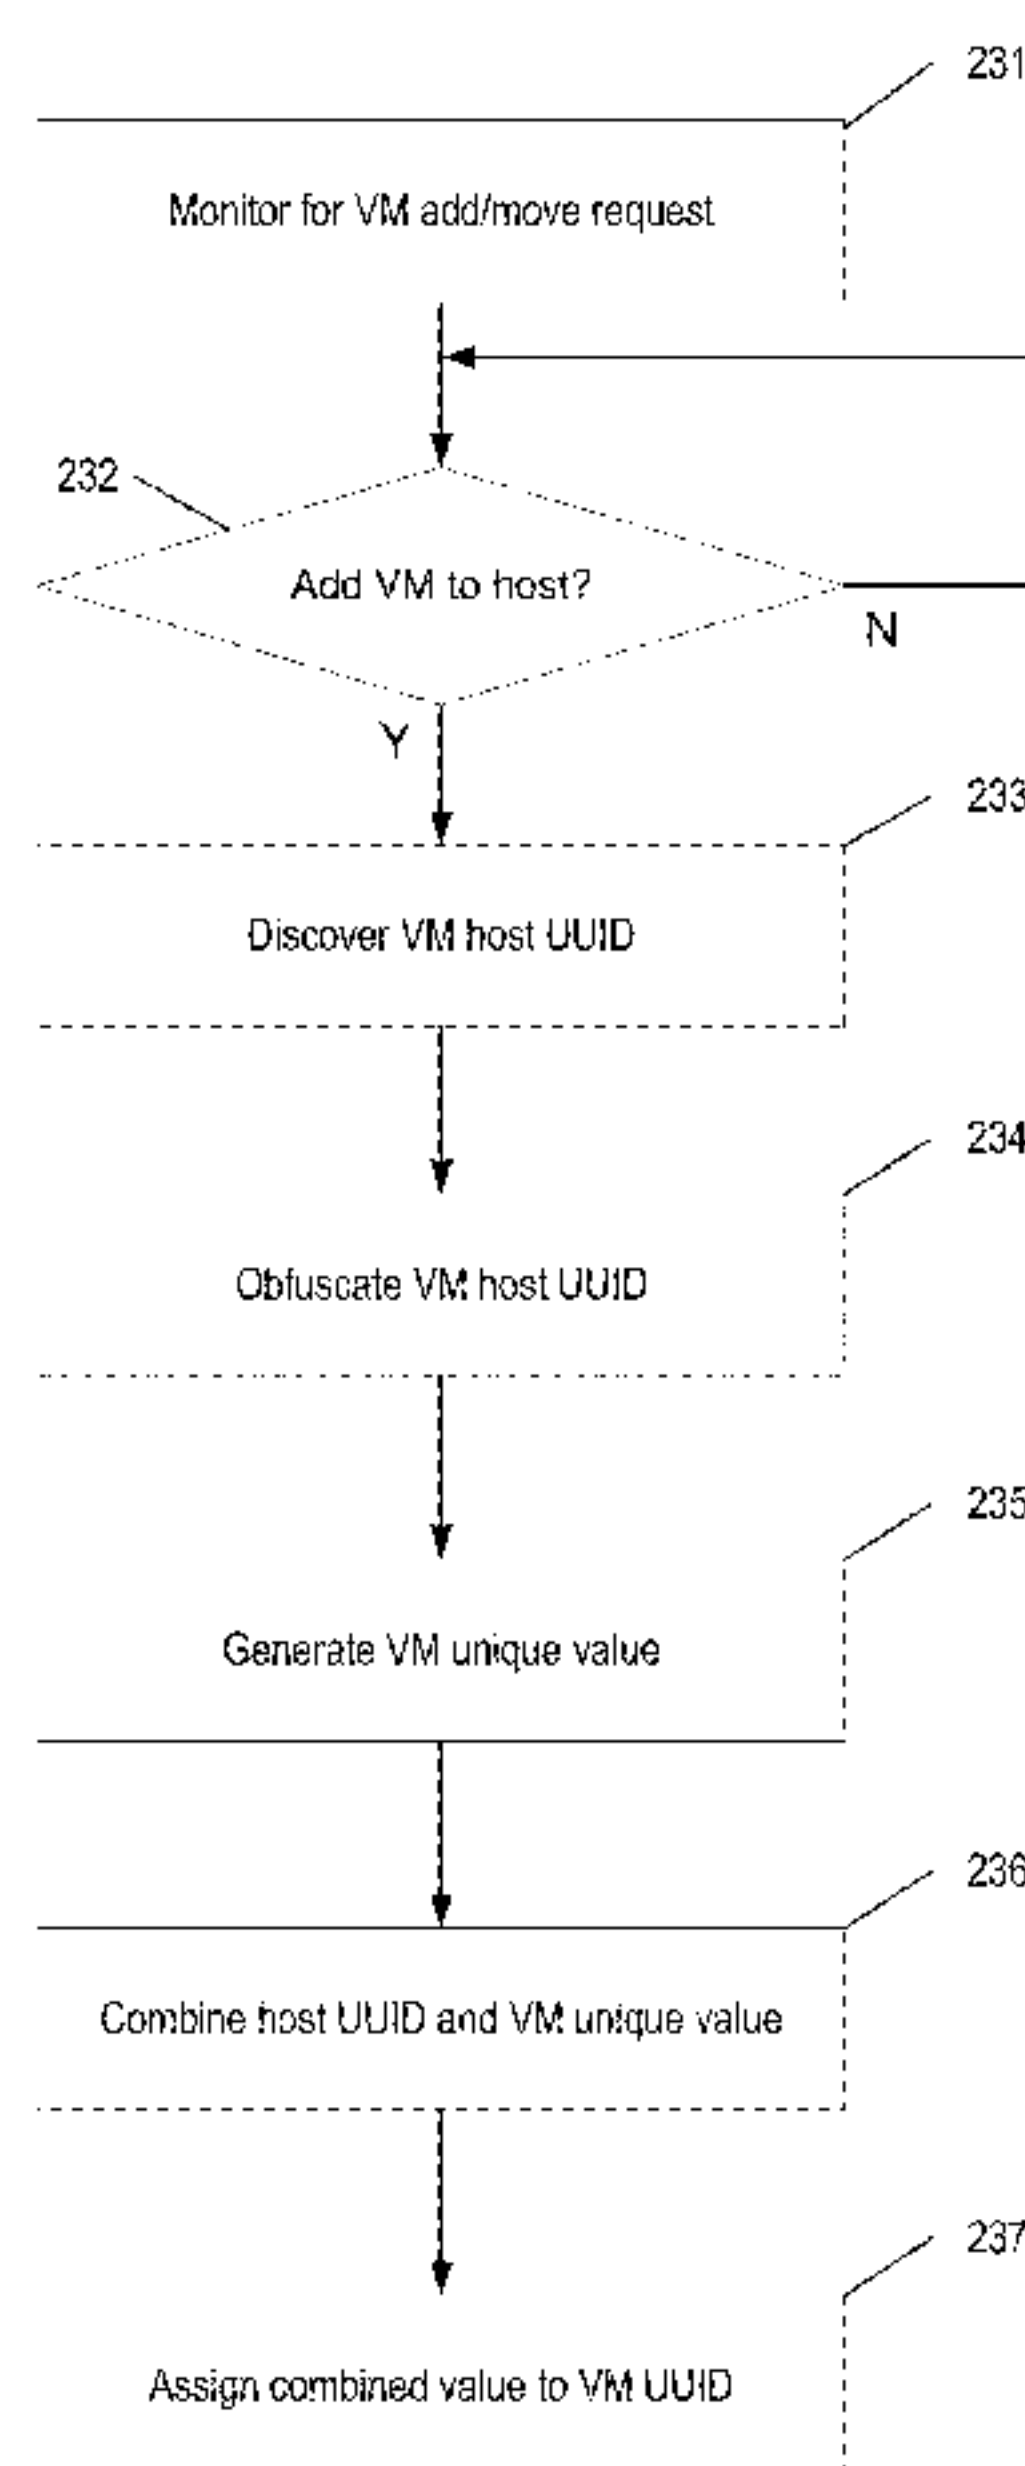 231
Monitor for VM add/move request
232
Add VM to host?
N
Y
233
Discover VM host UUID
234
Obfuscate VM host UUID
235
Generate VM unique value
236
Combine host UUID and VM unique value
237
Assign combined value to VM UUID